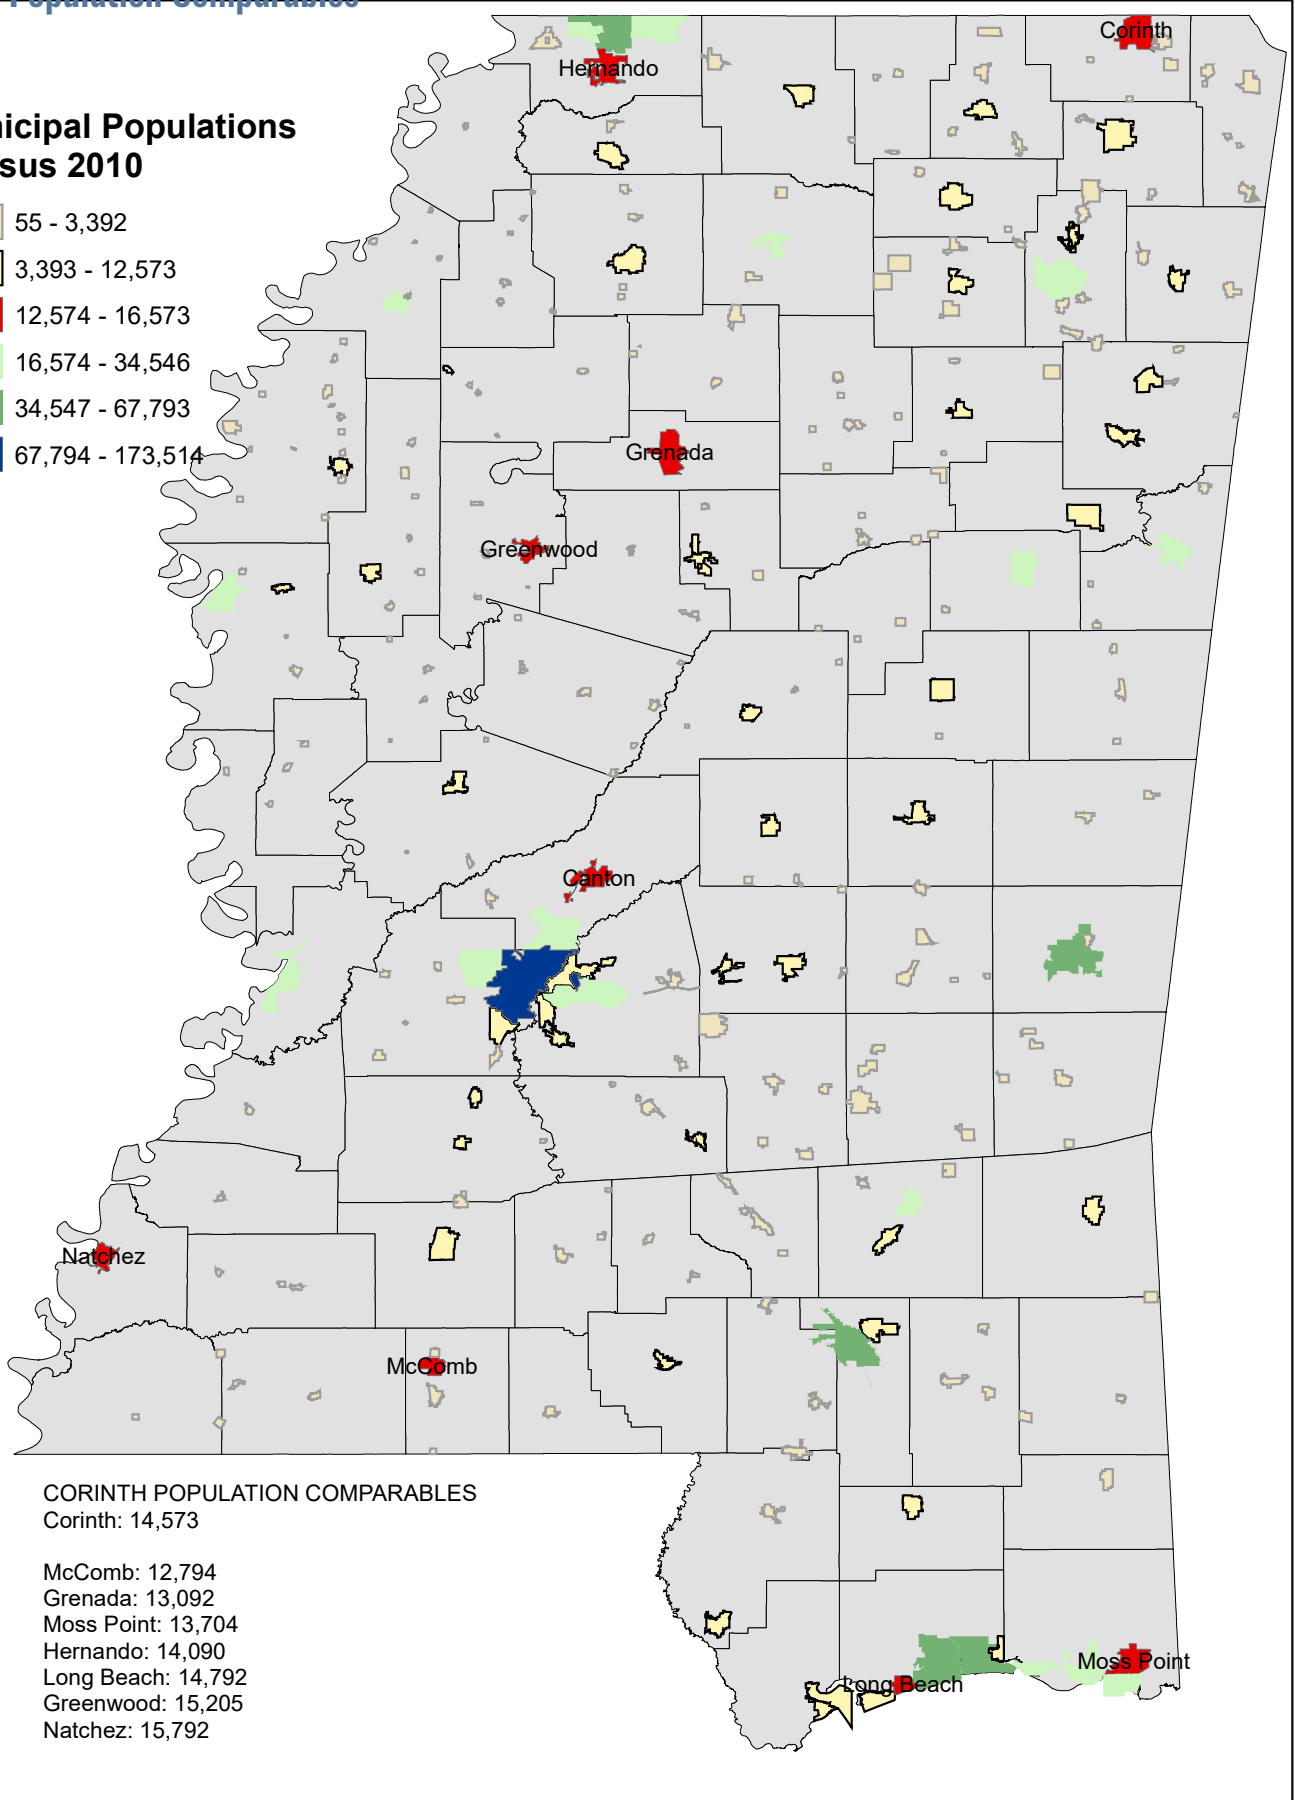 Population Comparables
nicipal Populations
sus 2010
55 - 3,392
3,393 - 12,573
12,574 - 16,573
16,574 - 34,546
34,547 - 67,793
67,794 - 173,514
Corinth
Hernando
Grenada
Greenwood
Canton
Natchez
McComb
Moss Point
Long Beach
CORINTH POPULATION COMPARABLES
Corinth: 14,573
McComb: 12,794
Grenada: 13,092
Moss Point: 13,704
Hernando: 14,090
Long Beach: 14,792
Greenwood: 15,205
Natchez: 15,792